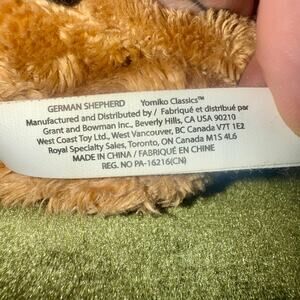 GERMAN SHEPHERD Yomiko Classics™
Manufactured and Distributed by / Fabriqué et distribué par
Grant and Bowman Inc., Beverly Hills, CA USA 90210
West Coast Toy Ltd., West Vancouver, BC Canada V7T 1E2
Royal Specialty Sales, Toronto, ON Canada M1S 4L6
MADE IN CHINA / FABRIQUÉ EN CHINE
REG. NO PA-16216(CN)